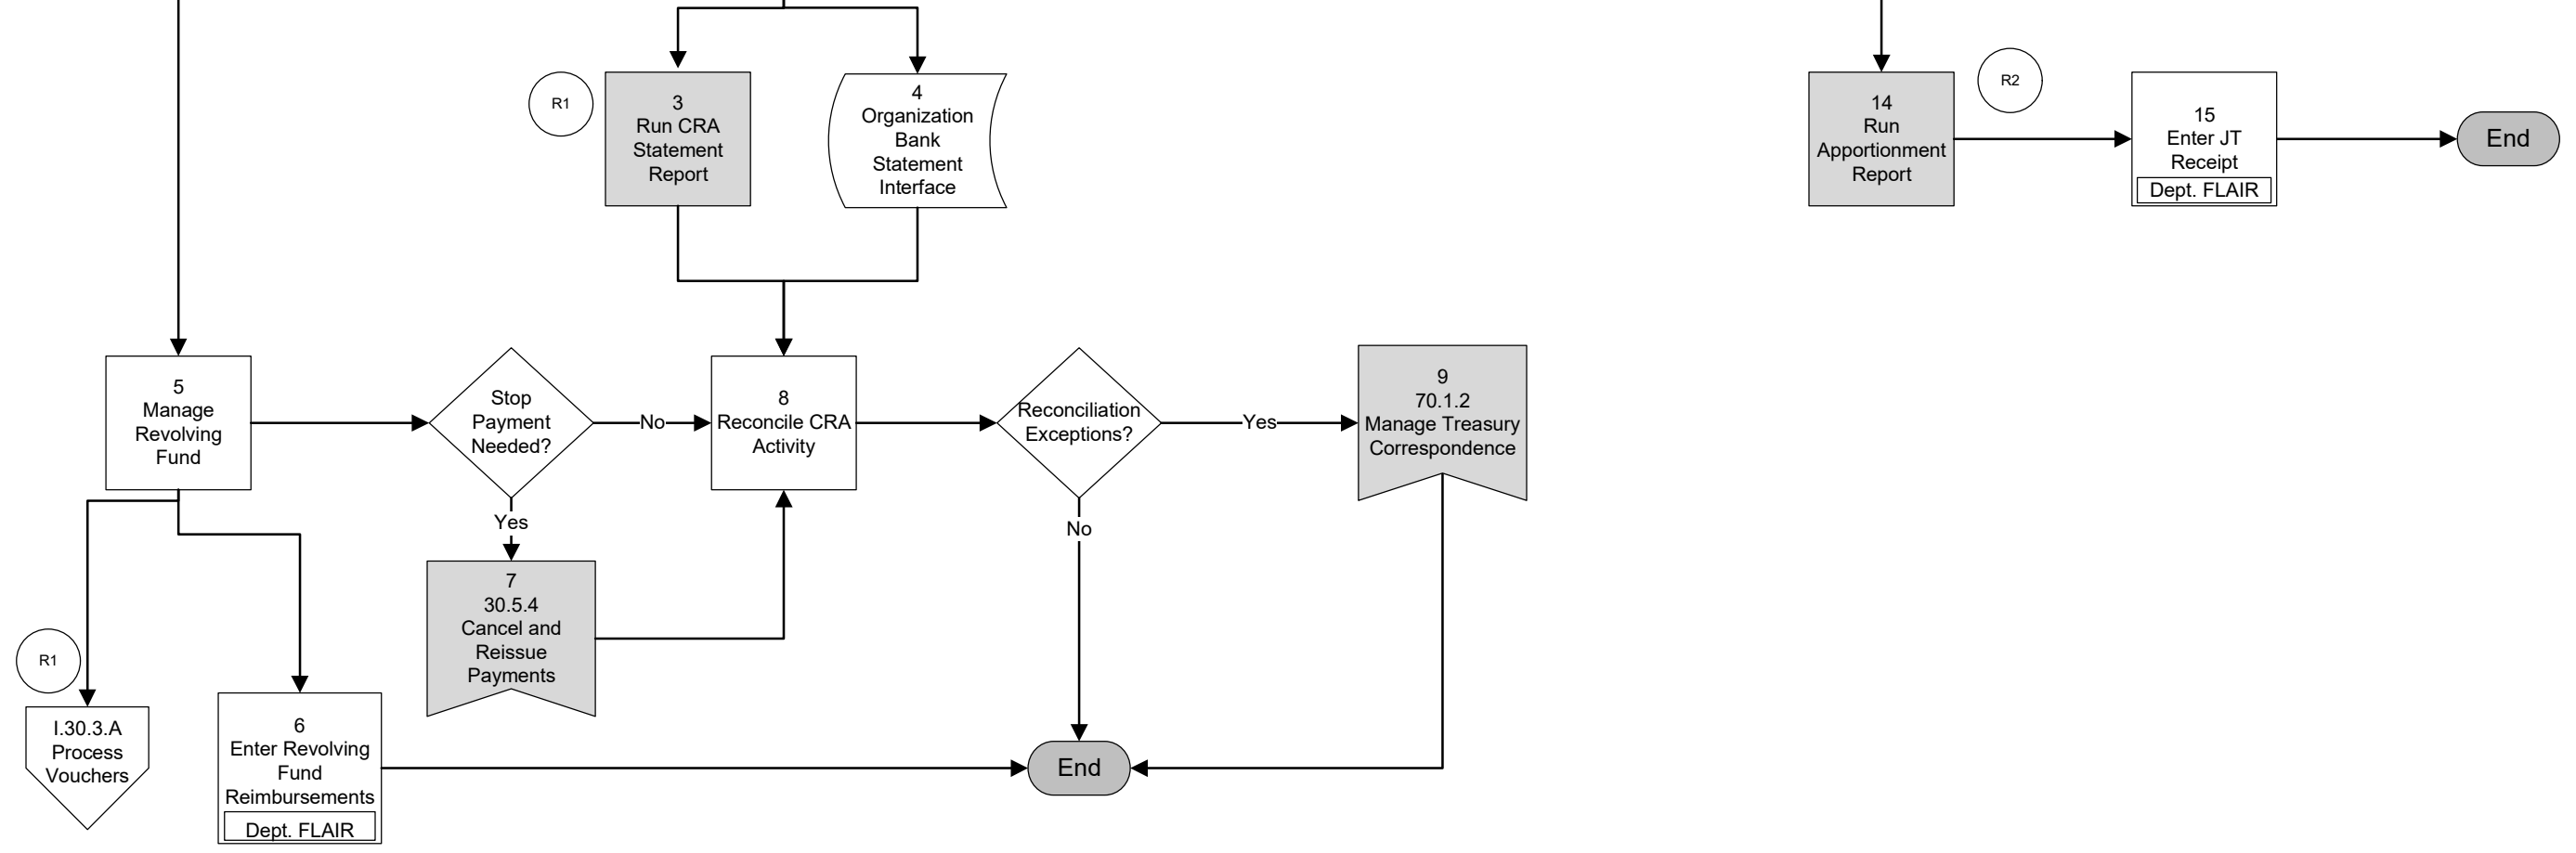 R1
3
Run CRA
Statement
Report
4
Organization
Bank
Statement
Interface
14
Run
Apportionment
Report
R2
15
Enter JT
Receipt
Dept. FLAIR
End
5
Manage
Revolving
Fund
Stop
Payment
Needed?
No
8
Reconcile CRA
Activity
Reconciliation
Exceptions?
Yes
9
70.1.2
Manage Treasury
Correspondence
Yes
No
7
30.5.4
Cancel and
Reissue
Payments
R1
I.30.3.A
Process
Vouchers
6
Enter Revolving
Fund
Reimbursements
Dept. FLAIR
End